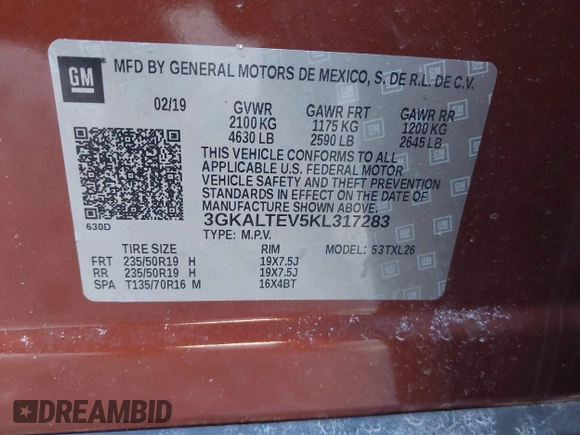 GM
MFD BY GENERAL MOTORS DE MEXICO, S. DE R.L. DE C.V.
02/19 GVWR GAWR FRT GAWR RR
2100 KG 1175 KG 1200 KG
4630 LB 2590 LB 2645 LB
THIS VEHICLE CONFORMS TO ALL
APPLICABLE U.S. FEDERAL MOTOR
VEHICLE SAFETY AND THEFT PREVENTION
STANDARDS IN EFFECT ON THE DATE OF
MANUFACTURE SHOWN ABOVE.
630D
3GKALTEV5KL317283
TYPE: M.P.V. MODEL: 53TXL26
TIRE SIZE RIM
FRT 235/50R19 H 19X7.5J
RR 235/50R19 H 19X7.5J
SPA T135/70R16 M 16X4BT
DREAMBID